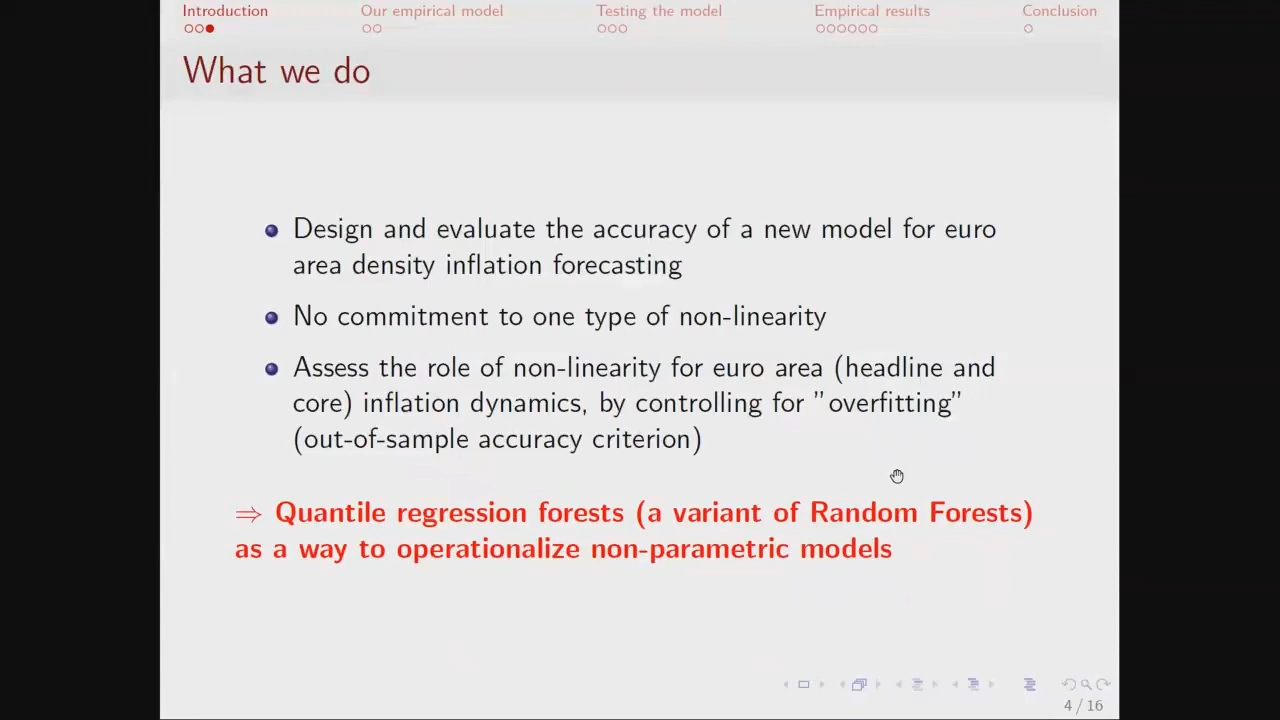 Introduction Our empirical model Testing the model Empirical results Conclusion
What we do
Design and evaluate the accuracy of a new model for euro
area density inflation forecasting
No commitment to one type of non-linearity
Assess the role of non-linearity for euro area (headline and
core) inflation dynamics, by controlling for ”overfitting”
(out-of-sample accuracy criterion)
⇒ Quantile regression forests (a variant of Random Forests)
as a way to operationalize non-parametric models
4 / 16